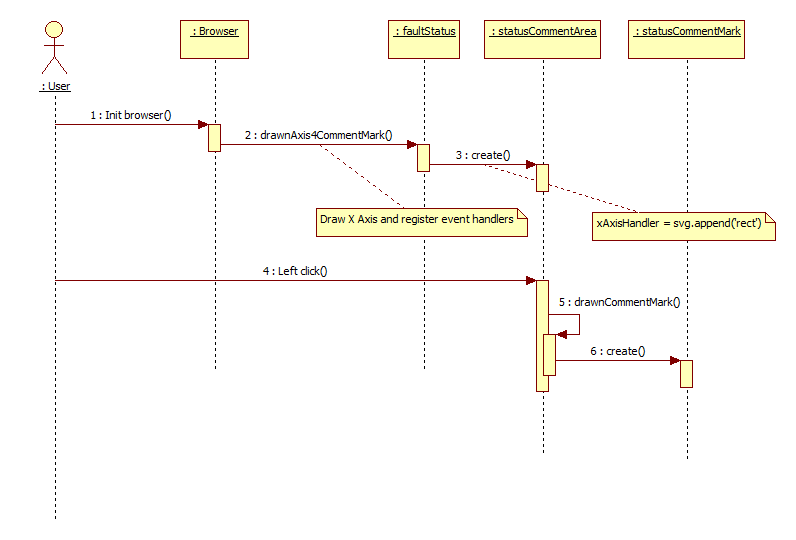 : Browser
: faultStatus
: statusCommentArea
: statusCommentMark
: User
1 : Init browser()
2 : drawnAxis4CommentMark()
3 : create()
Draw X Axis and register event handlers
xAxisHandler = svg.append('rect')
4 : Left click()
5 : drawnCommentMark()
6 : create()